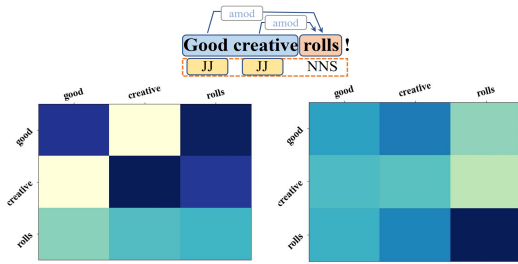 amod
amod
Good creative rolls !
JJ JJ NNS
good creative rolls
good
creative
rolls
good creative rolls
good
creative
rolls